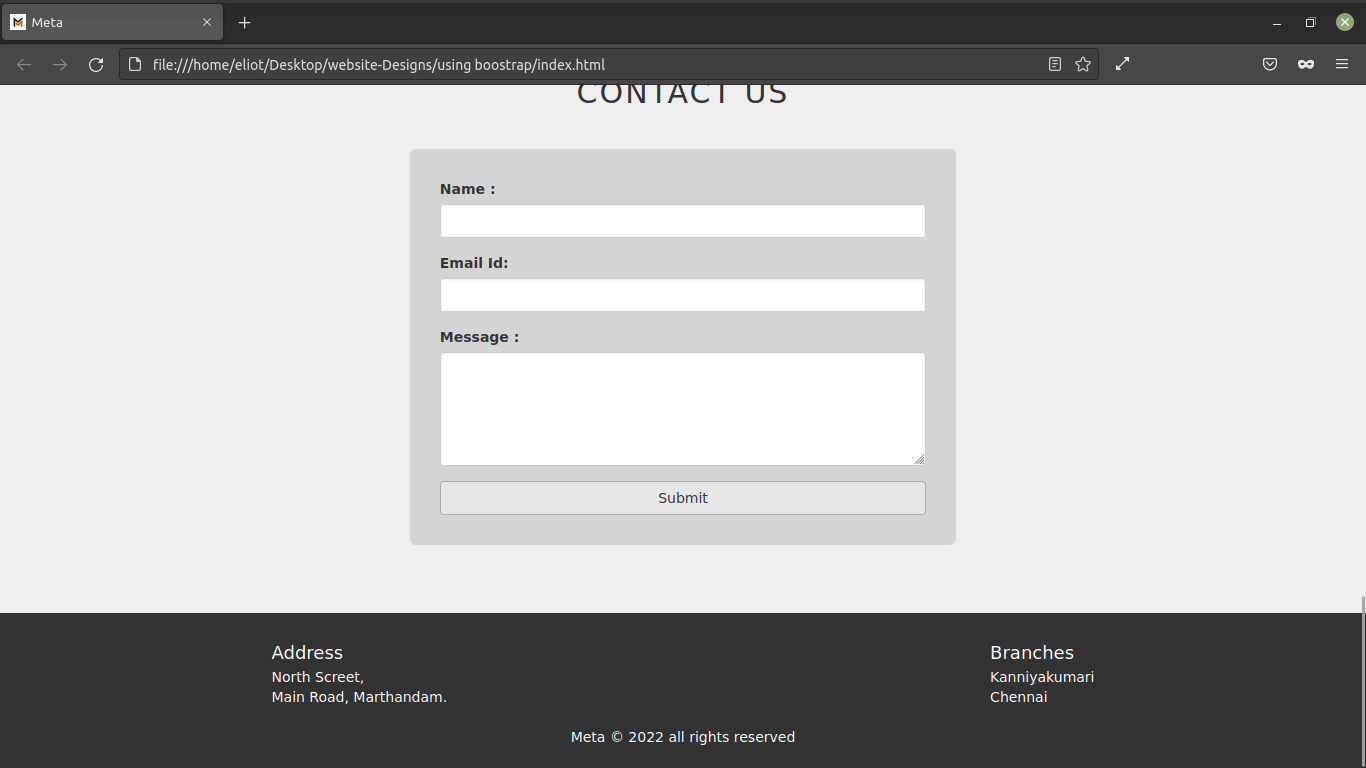 Meta
file:///home/eliot/Desktop/website-Designs/using boostrap/index.html
CONTACT US
Name :
Email Id:
Message :
Submit
Address
North Screet,
Main Road, Marthandam.
Branches
Kanniyakumari
Chennai
Meta © 2022 all rights reserved